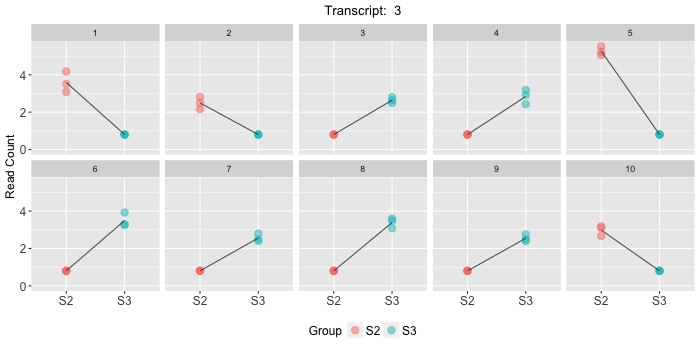 Transcript: 3
1 2 3 4 5
4
2
0
Read Count
6 7 8 9 10
4
2
0
S2 S3 S2 S3 S2 S3 S2 S3 S2 S3
Group S2 S3